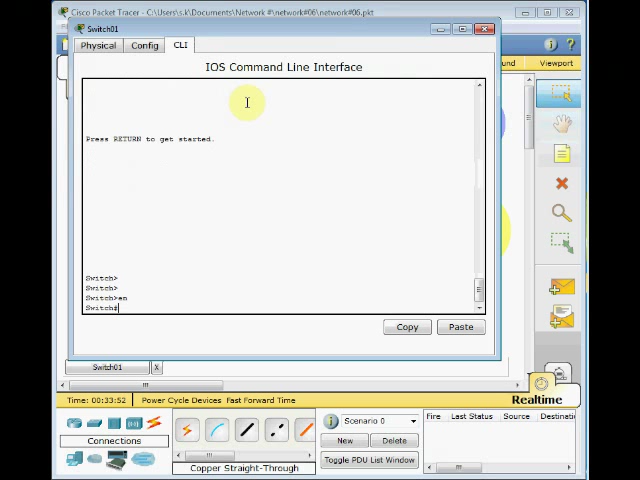 Cisco Packet Tracer - C:\Users\s.k\Documents\Network #\network#06\network#06.pkt
Switch01
Physical Config CLI
IOS Command Line Interface
Press RETURN to get started.
Switch>
Switch>
Switch>en
Switch#
Copy Paste
Switch01 X
und Viewport
Time: 00:33:52 Power Cycle Devices Fast Forward Time
Realtime
Connections
Copper Straight-Through
Scenario 0
New Delete
Toggle PDU List Window
Fire Last Status Source Destinati